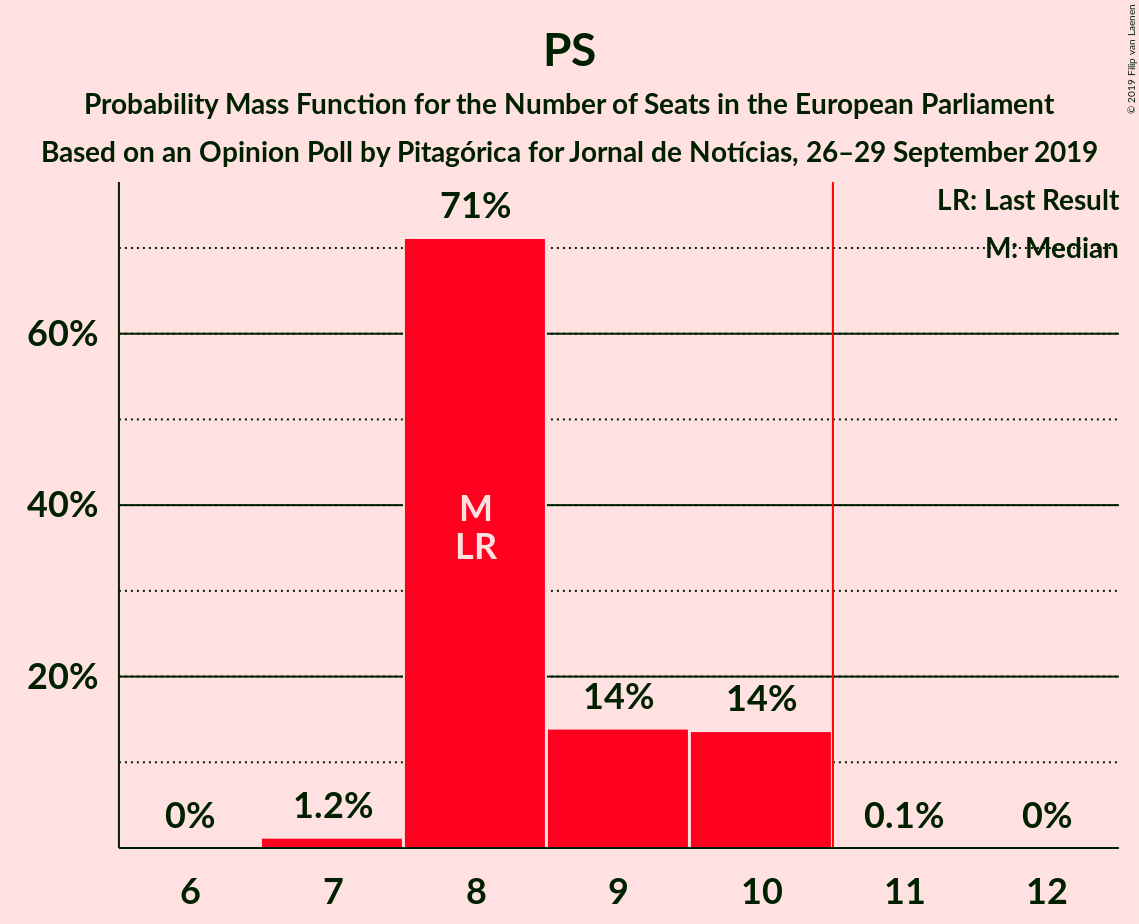 PS
Probability Mass Function for the Number of Seats in the European Parliament
Based on an Opinion Poll by Pitagórica for Jornal de Notícias, 26–29 September 2019
© 2019 Filip van Laenen
LR: Last Result
M: Median
71%
60%
40%
20%
M
LR
0%
1.2%
14%
14%
0.1%
0%
6 7 8 9 10 11 12